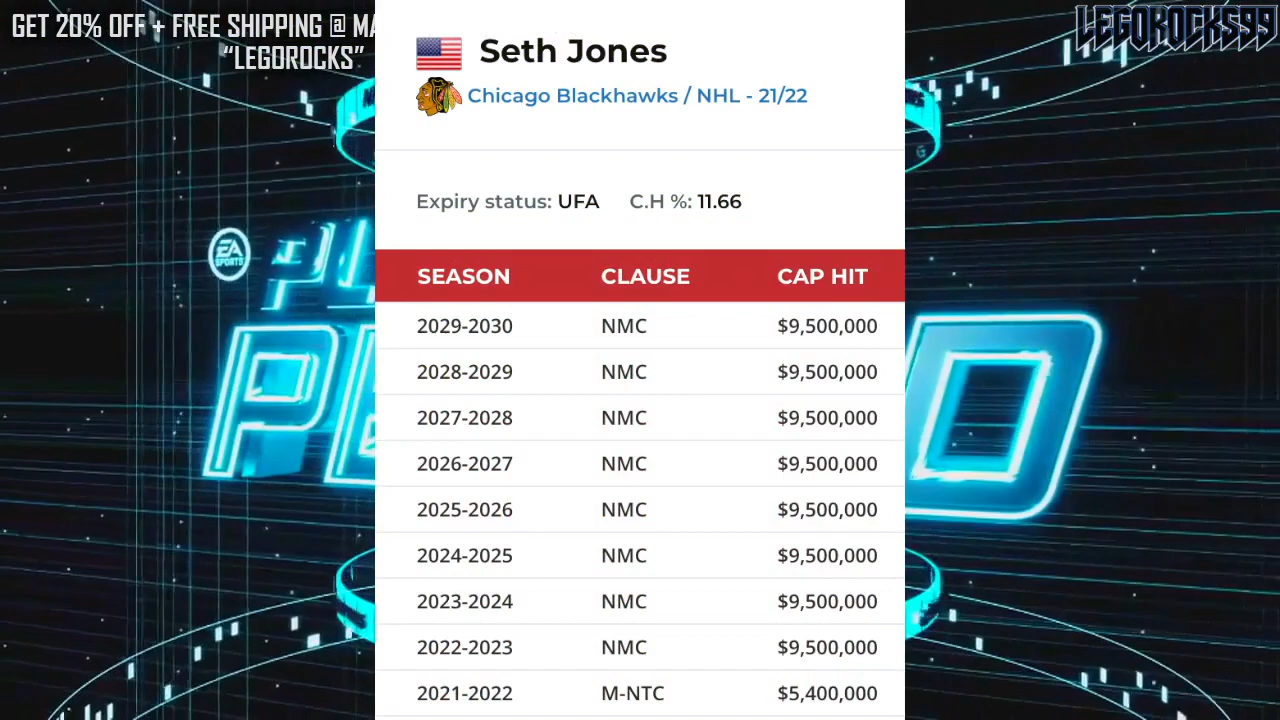 GET 20% OFF + FREE SHIPPING @ MA
"LEGOROCKS"
LEGOROCKS99
Seth Jones
Chicago Blackhawks / NHL - 21/22
Expiry status: UFA C.H %: 11.66
EA
SPORTS
SEASON CLAUSE CAP HIT
2029-2030 NMC $9,500,000
2028-2029 NMC $9,500,000
2027-2028 NMC $9,500,000
2026-2027 NMC $9,500,000
2025-2026 NMC $9,500,000
2024-2025 NMC $9,500,000
2023-2024 NMC $9,500,000
2022-2023 NMC $9,500,000
2021-2022 M-NTC $5,400,000